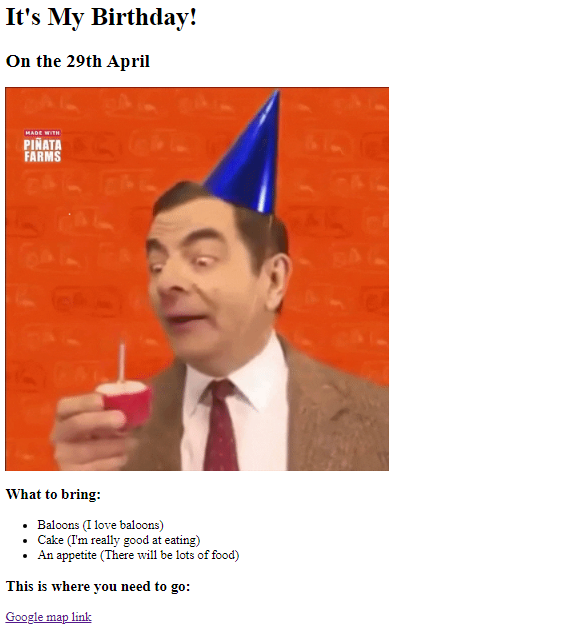 It's My Birthday!
On the 29th April
MADE WITH
PIÑATA
FARMS
What to bring:
Baloons (I love baloons)
Cake (I'm really good at eating)
An appetite (There will be lots of food)
This is where you need to go:
Google map link